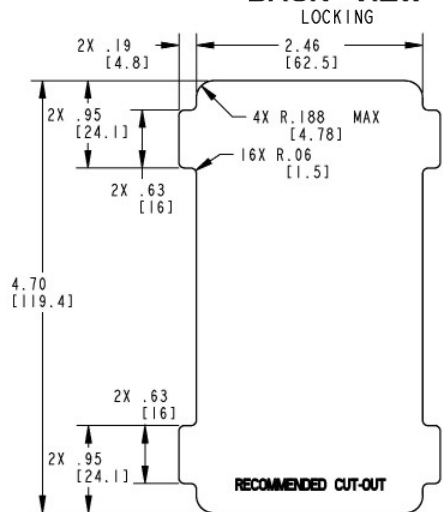 LOCKING
2X .19
[4.8]
2.46
[62.5]
2X .95
[24.1]
4X R.188 MAX
[4.78]
16X R.06
[1.5]
2X .63
[16]
4.70
[119.4]
2X .63
[16]
2X .95
[24.1]
RECOMMENDED CUT-OUT